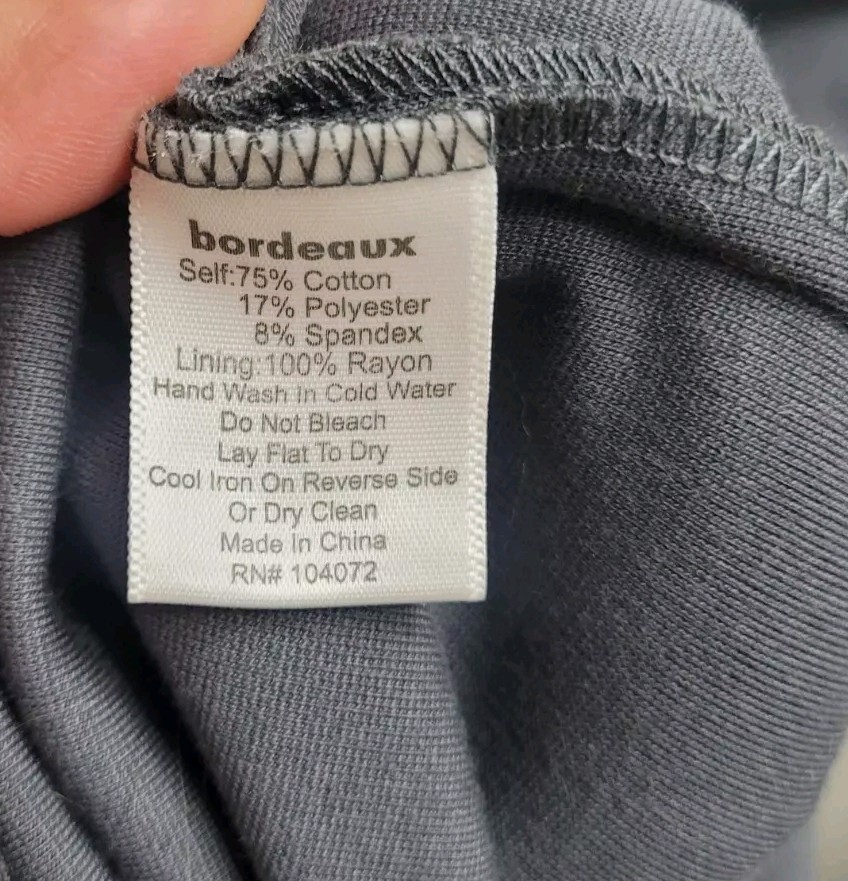 bordeaux
Self:75% Cotton
17% Polyester
8% Spandex
Lining:100% Rayon
Hand Wash in Cold Water
Do Not Bleach
Lay Flat To Dry
Cool Iron On Reverse Side
Or Dry Clean
Made In China
RN# 104072